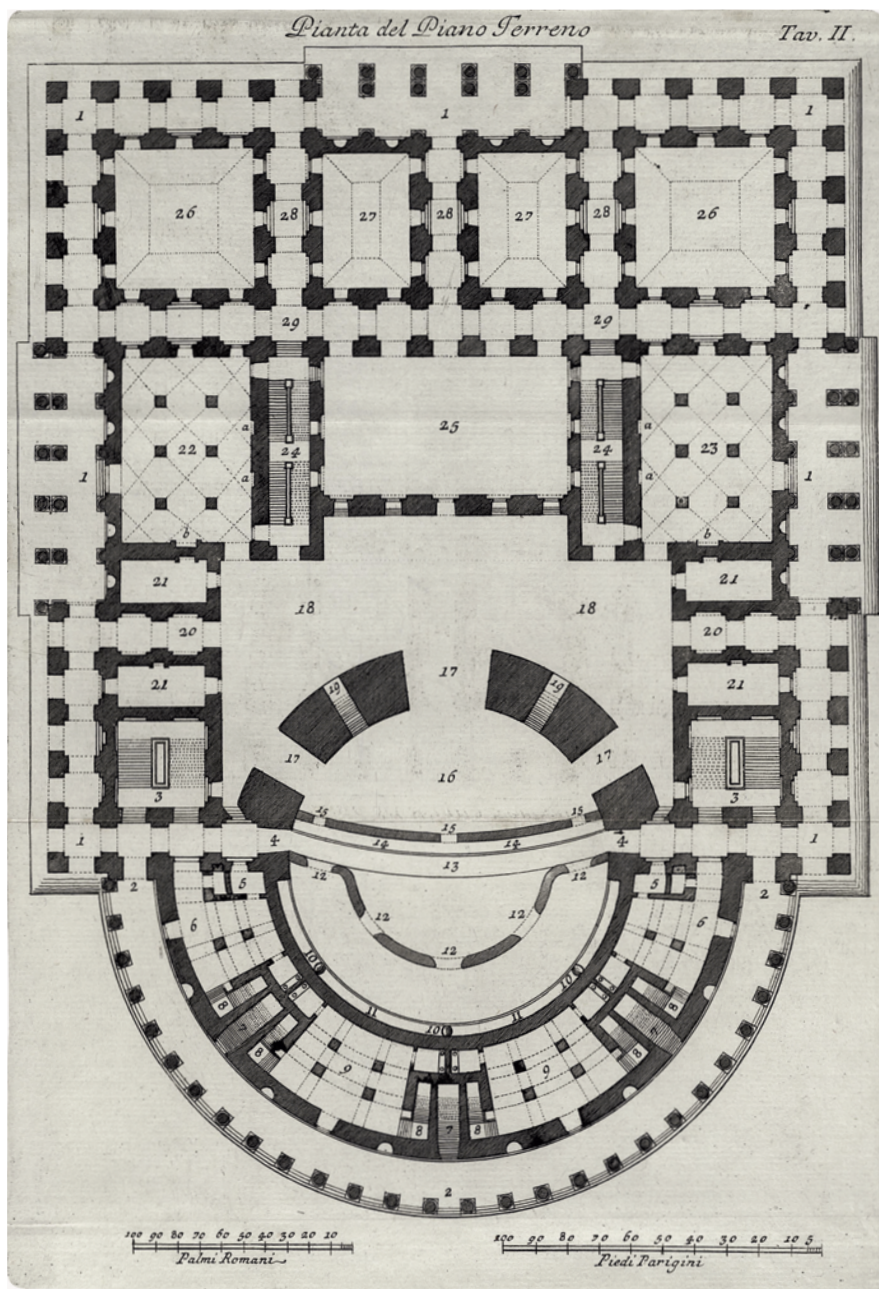 Pianta del Piano Terreno
Tav. II.
1 1 1
26 28 27 28 27 28 26
29 29
25
22 a 24 24 a 23
1 a a 1
b b
21 21
18 18
20 20
17
21 19 19 21
17 17
16
3 3
15 15 15
1 4 14 14 4 1
13
2 5 12 12 5 2
6 12 12 6
12
10 10
8 11 11 8
7 10 7
8 8
9 9
8 7 8
2
100 90 80 70 60 50 40 30 20 10
Palmi Romani
100 90 80 70 60 50 40 30 20 10 5
Piedi Parigini